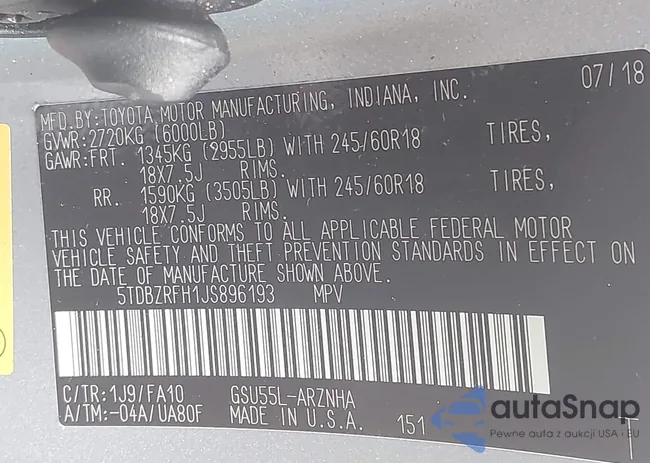 MFD.BY:TOYOTA MOTOR MANUFACTURING, INDIANA, INC. 07/18
GVWR:2720KG (6000LB)
GAWR:FRT. 1345KG (2955LB) WITH 245/60R18 TIRES,
18X7.5J RIMS.
RR. 1590KG (3505LB) WITH 245/60R18 TIRES,
18X7.5J RIMS.
THIS VEHICLE CONFORMS TO ALL APPLICABLE FEDERAL MOTOR
VEHICLE SAFETY AND THEFT PREVENTION STANDARDS IN EFFECT ON
THE DATE OF MANUFACTURE SHOWN ABOVE.
5TDBZRFH1JS896193 MPV
C/TR:1J9/FA10 GSU55L-ARZNHA
A/TM:-04A/UA80F MADE IN U.S.A. 151
autaSnap
Pewne auta z aukcji USA i EU